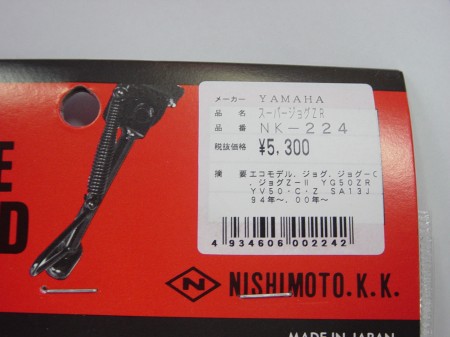 メーカー YAMAHA
品 名 スーパージョグZR
品 番 NK-224
税抜価格 ¥5,300
摘 要 エコモデル、ジョグ、ジョグ-C
、ジョグZ-II YG50ZR
YV50・C・Z SA13J
94年~、00年~
4 934606 002242
E
D
N NISHIMOTO.K.K.
MADE IN JAPAN